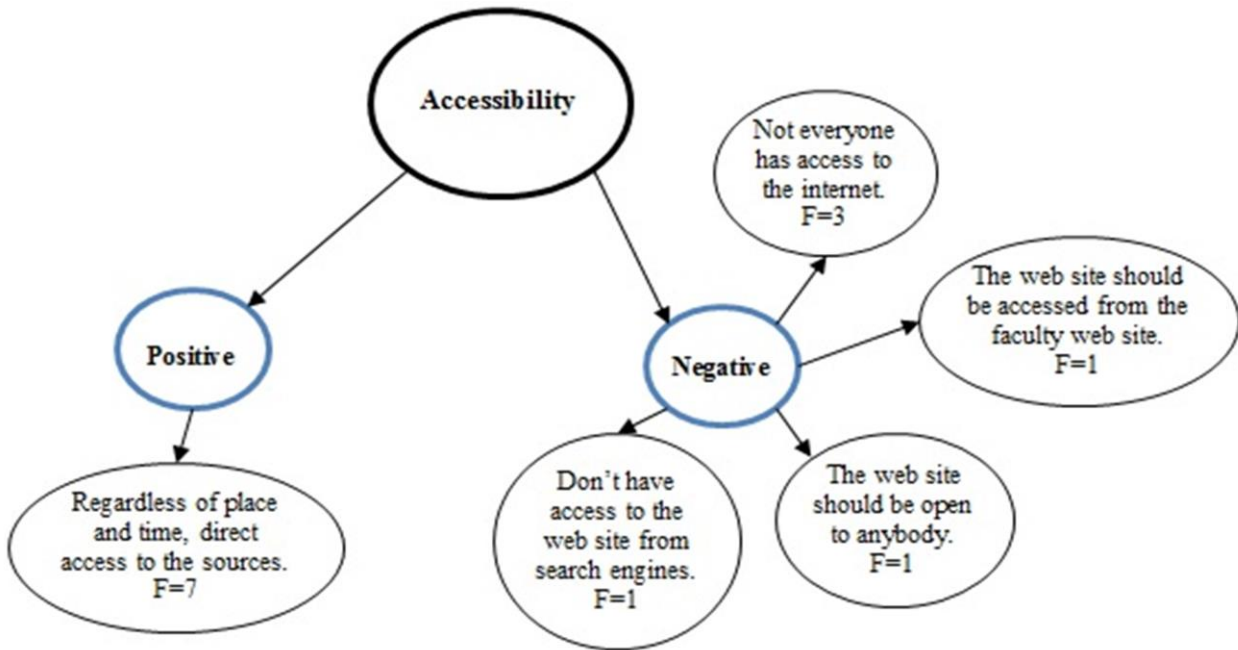 Accessibility
Not everyone
has access to
the internet.
F=3
The web site should
be accessed from the
faculty web site.
F=1
Positive
Negative
Regardless of place
and time, direct
access to the sources.
F=7
Don't have
access to the
web site from
search engines.
F=1
The web site
should be open
to anybody.
F=1